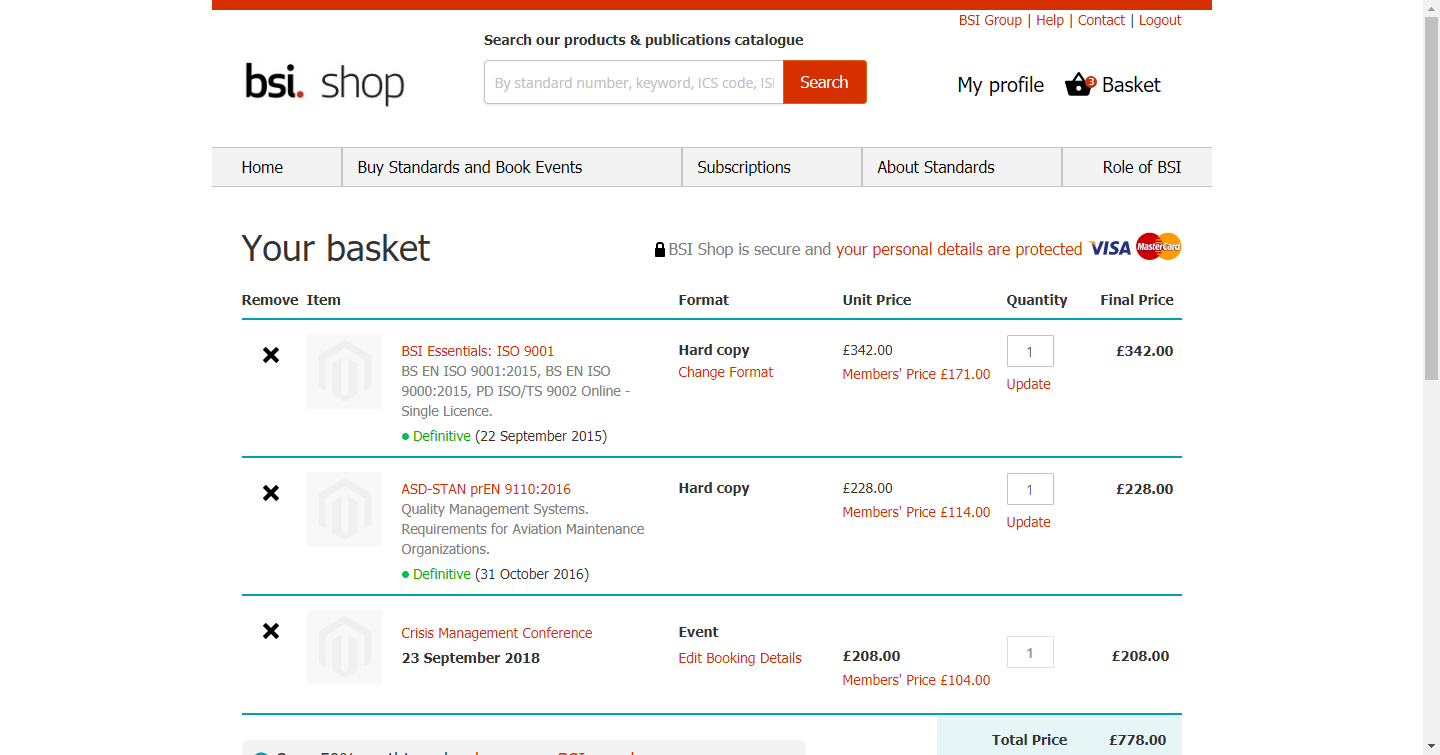 BSI Group | Help | Contact | Logout
Search our products & publications catalogue
bsi. shop
By standard number, keyword, ICS code, ISI
Search
My profile
3
Basket
Home
Buy Standards and Book Events
Subscriptions
About Standards
Role of BSI
Your basket
BSI Shop is secure and your personal details are protected
VISA
MasterCard
Remove Item Format Unit Price Quantity Final Price
BSI Essentials: ISO 9001
BS EN ISO 9001:2015, BS EN ISO
9000:2015, PD ISO/TS 9002 Online -
Single Licence.
Definitive (22 September 2015)
Hard copy
Change Format
£342.00
Members' Price £171.00
1
Update
£342.00
ASD-STAN prEN 9110:2016
Quality Management Systems.
Requirements for Aviation Maintenance
Organizations.
Definitive (31 October 2016)
Hard copy
£228.00
Members' Price £114.00
1
Update
£228.00
Crisis Management Conference
23 September 2018
Event
Edit Booking Details
£208.00
Members' Price £104.00
1
£208.00
Total Price £778.00